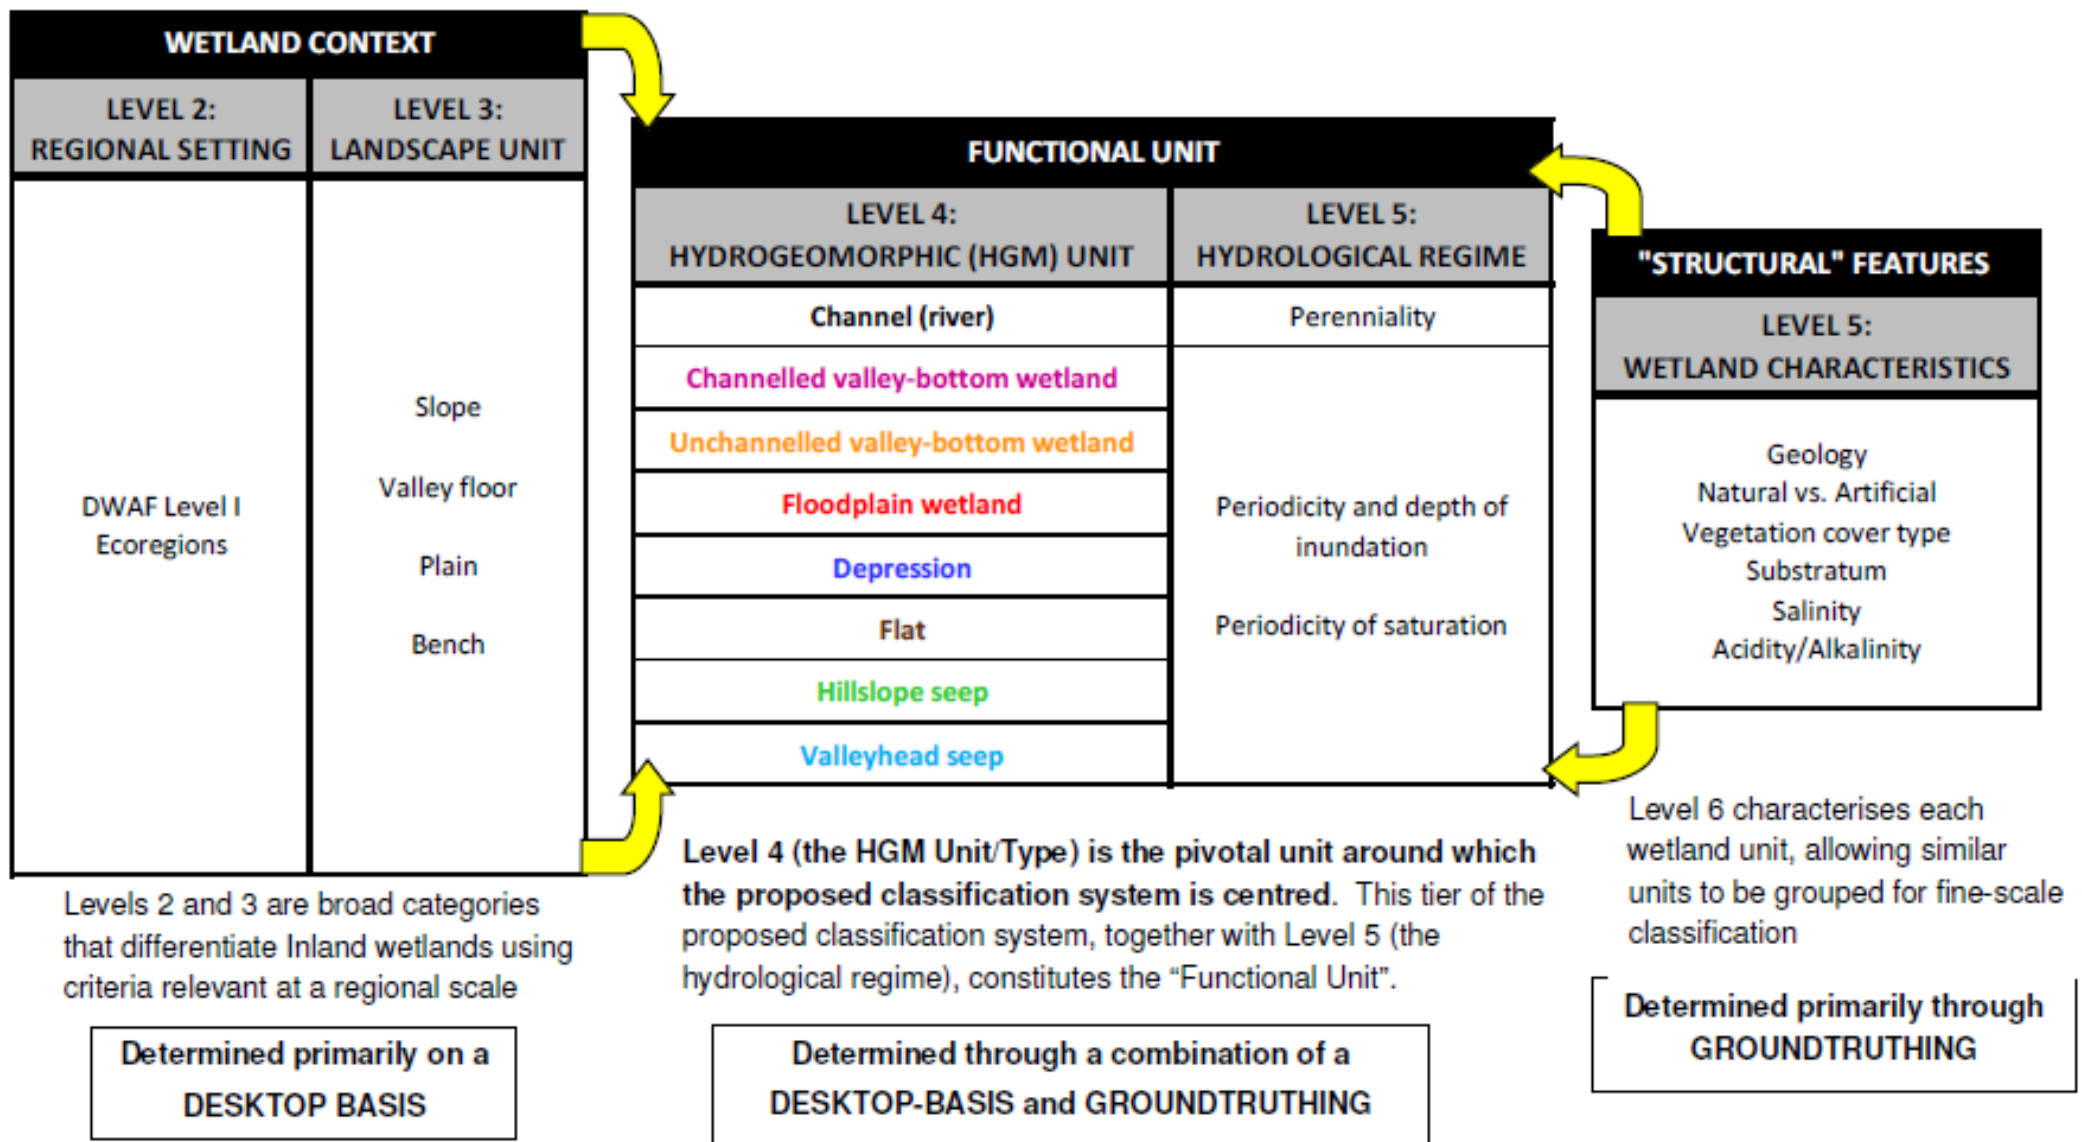 WETLAND CONTEXT
LEVEL 2:
REGIONAL SETTING
LEVEL 3:
LANDSCAPE UNIT
DWAF Level I
Ecoregions
Slope
Valley floor
Plain
Bench
Levels 2 and 3 are broad categories
that differentiate Inland wetlands using
criteria relevant at a regional scale
Determined primarily on a
DESKTOP BASIS
FUNCTIONAL UNIT
LEVEL 4:
HYDROGEOMORPHIC (HGM) UNIT
LEVEL 5:
HYDROLOGICAL REGIME
Channel (river)
Perenniality
Channelled valley-bottom wetland
Unchannelled valley-bottom wetland
Floodplain wetland
Depression
Flat
Hillslope seep
Valleyhead seep
Periodicity and depth of
inundation
Periodicity of saturation
Level 4 (the HGM Unit/Type) is the pivotal unit around which
the proposed classification system is centred. This tier of the
proposed classification system, together with Level 5 (the
hydrological regime), constitutes the “Functional Unit”.
Determined through a combination of a
DESKTOP-BASIS and GROUNDTRUTHING
"STRUCTURAL" FEATURES
LEVEL 5:
WETLAND CHARACTERISTICS
Geology
Natural vs. Artificial
Vegetation cover type
Substratum
Salinity
Acidity/Alkalinity
Level 6 characterises each
wetland unit, allowing similar
units to be grouped for fine-scale
classification
Determined primarily through
GROUNDTRUTHING